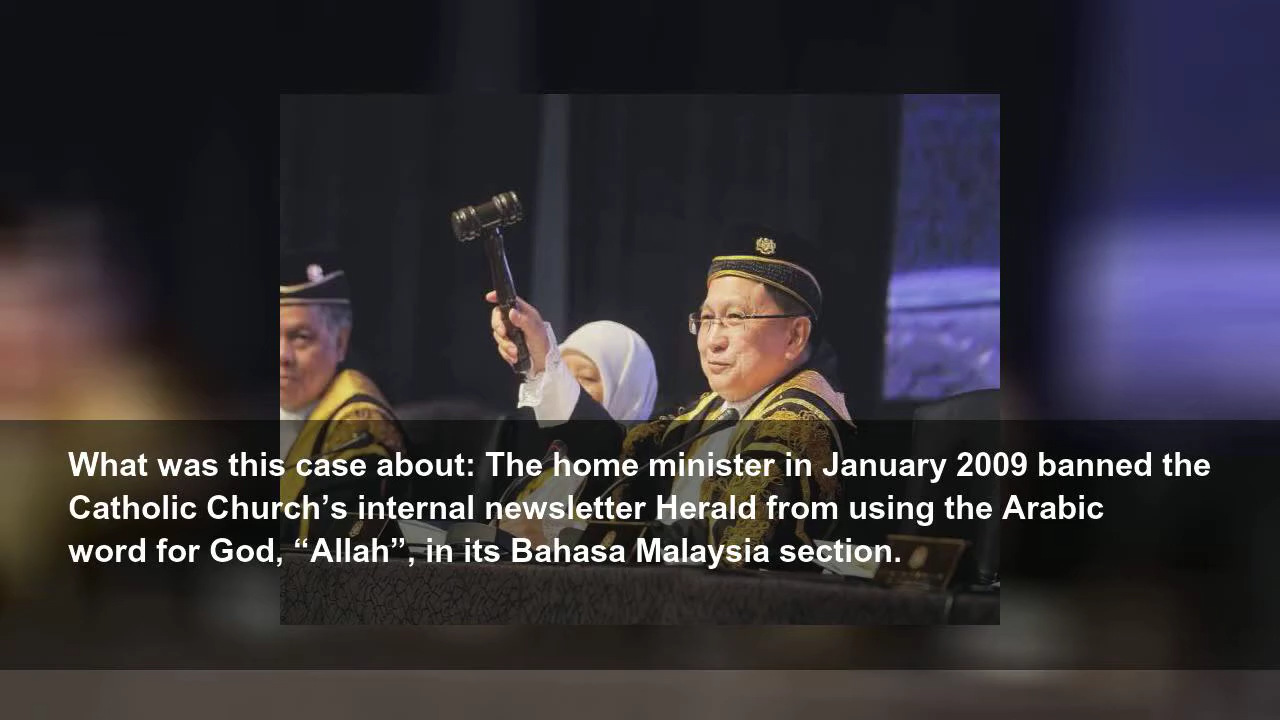 What was this case about: The home minister in January 2009 banned the
Catholic Church’s internal newsletter Herald from using the Arabic
word for God, “Allah”, in its Bahasa Malaysia section.